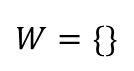 W = {}